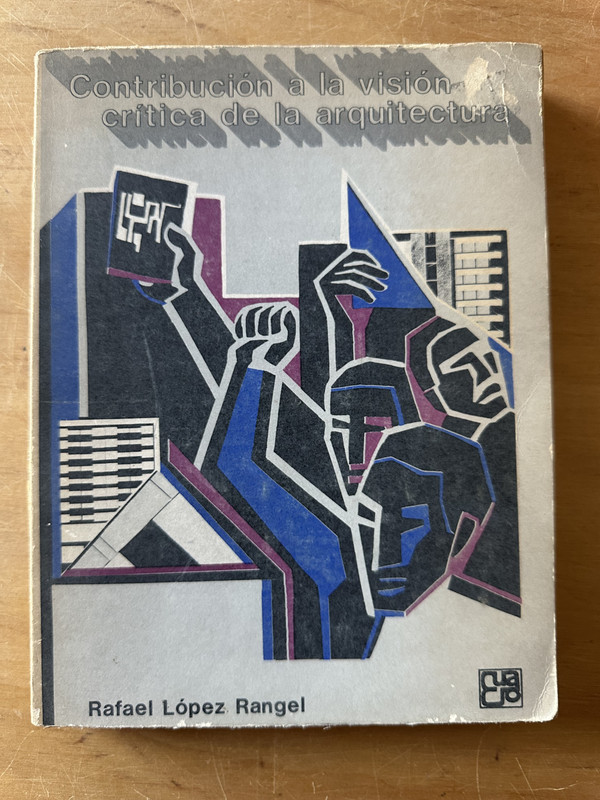 Contribución a la visión
crítica de la arquitectura
Rafael López Rangel